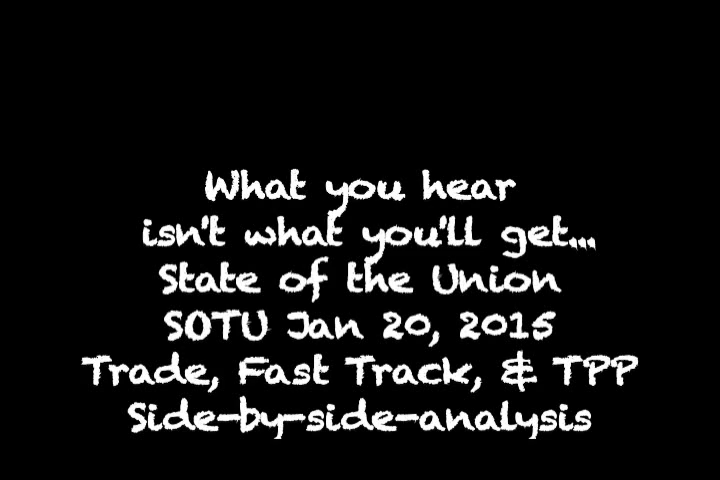 What you hear
isn't what you'll get...
State of the Union
SOTU Jan 20, 2015
Trade, Fast Track, & TPP
Side-by-side-analysis